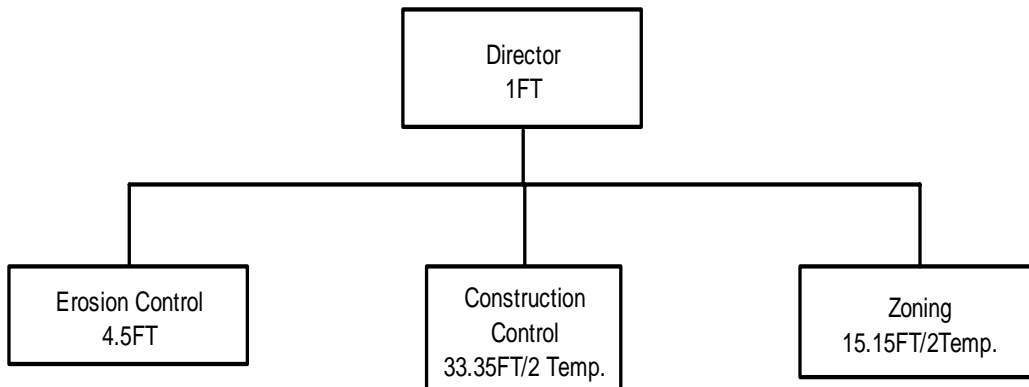 Director
1FT
Erosion Control
4.5FT
Construction
Control
33.35FT/2 Temp.
Zoning
15.15FT/2Temp.